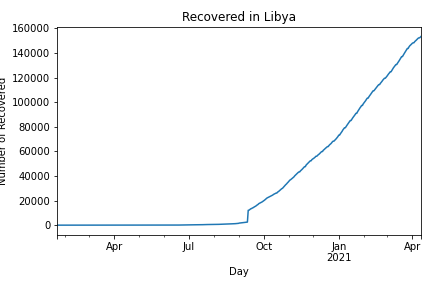 Recovered in Libya
160000
140000
120000
100000
80000
60000
40000
20000
0
Number of Recovered
Apr
Jul
Oct
Jan
2021
Apr
Day